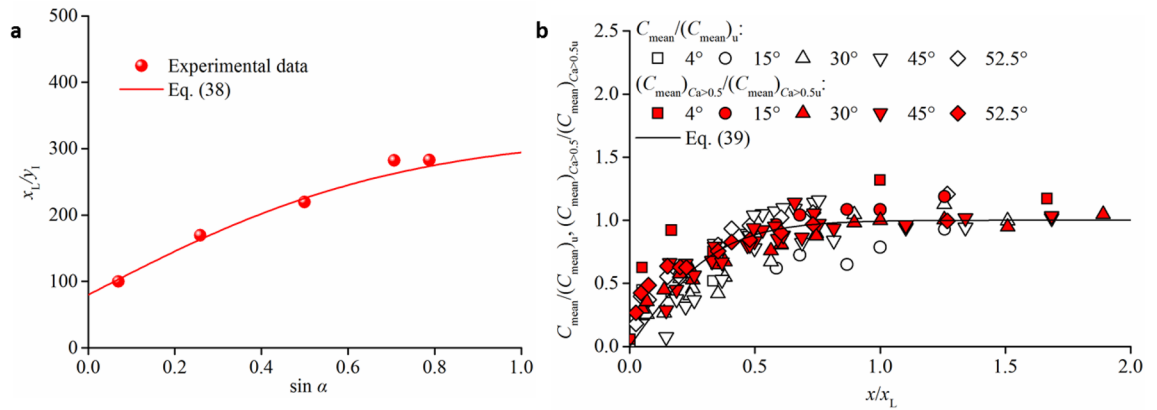 a
500
400
300
200
100
0
0.0 0.2 0.4 0.6 0.8 1.0
x_L/y_I
sin α
Experimental data
Eq. (38)
b
2.5
2.0
1.5
1.0
0.5
0.0
0.0 0.5 1.0 1.5 2.0
C_mean/(C_mean)_u, (C_mean)_Ca>0.5/(C_mean)_Ca>0.5u
x/x_L
C_mean/(C_mean)_u:
4° 15° 30° 45° 52.5°
(C_mean)_Ca>0.5/(C_mean)_Ca>0.5u:
4° 15° 30° 45° 52.5°
Eq. (39)